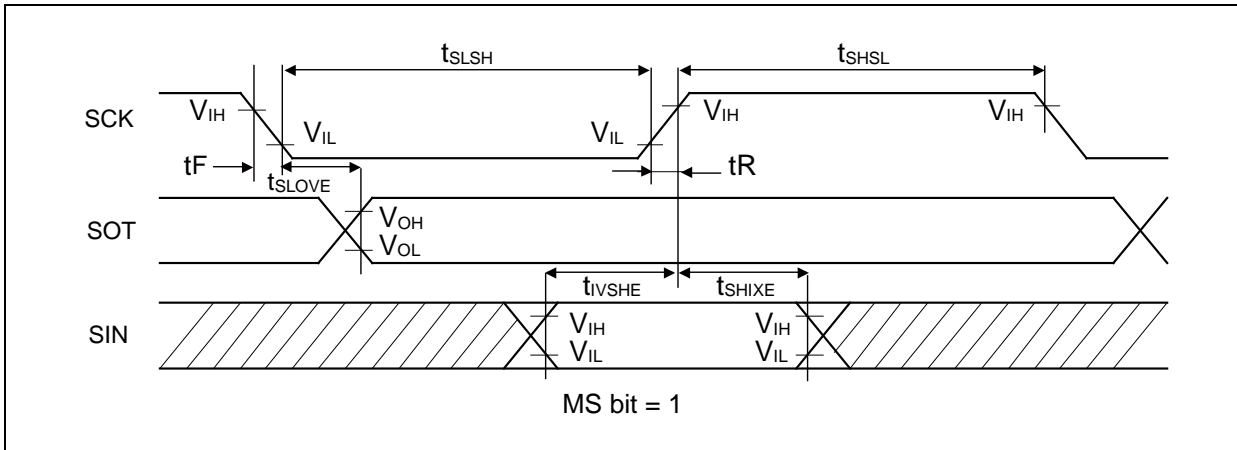 tSLSH
tSHSL
SCK
VIH
VIL
VIL
VIH
VIH
tF
tSLOVE
tR
SOT
VOH
VOL
tIVSHE
tSHIXE
SIN
VIH
VIL
VIH
VIL
MS bit = 1